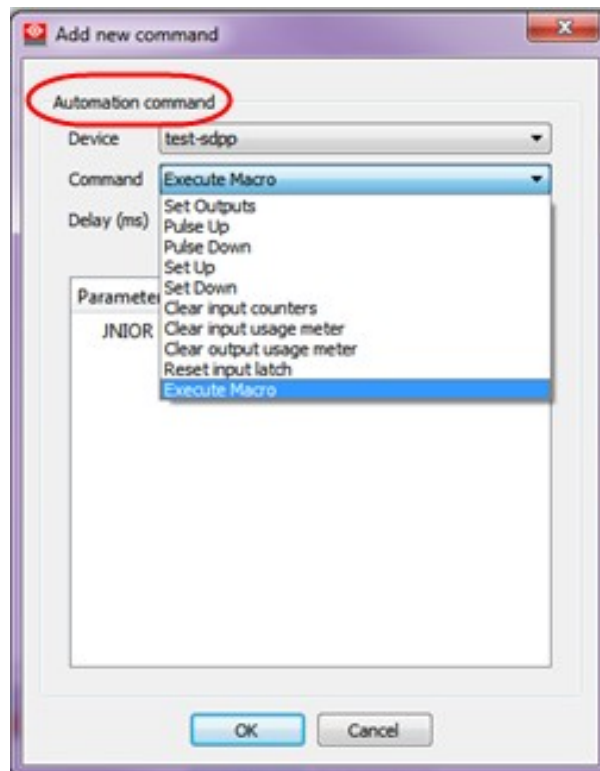 Add new command
Automation command
Device test-sdpp
Command Execute Macro
Delay (ms)
Set Outputs
Pulse Up
Pulse Down
Set Up
Set Down
Clear input counters
Clear input usage meter
Clear output usage meter
Reset input latch
Execute Macro
Paramete
JNIOR
OK Cancel